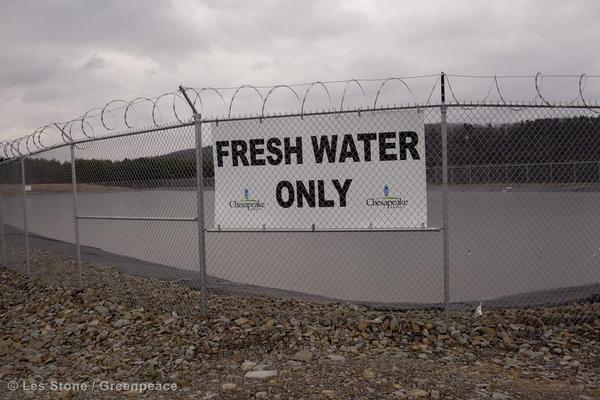 FRESH WATER
ONLY
Chesapeake Chesapeake
© Les Stone / Greenpeace